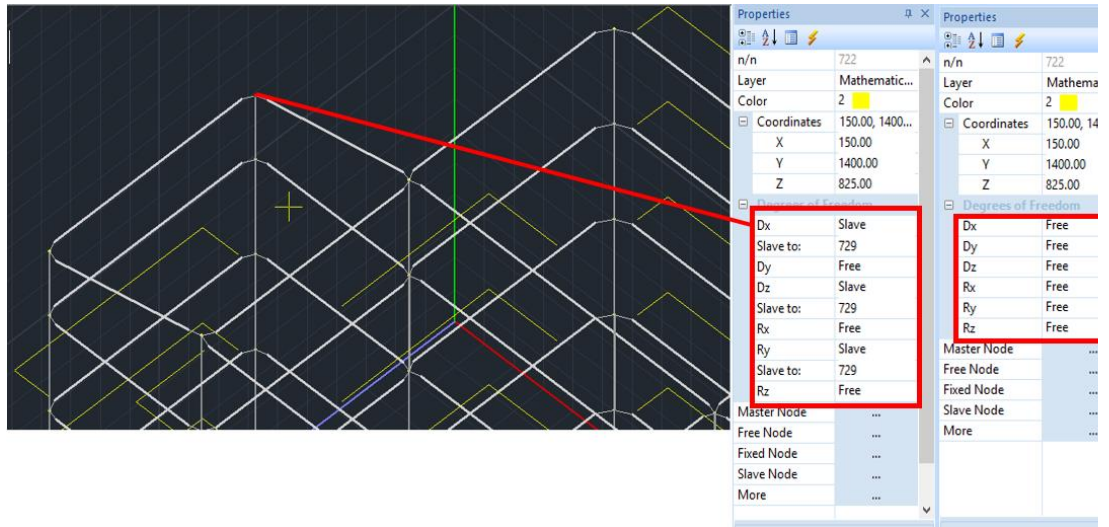 Properties
n/n 722
Layer Mathematic...
Color 2
Coordinates 150.00, 1400...
X 150.00
Y 1400.00
Z 825.00
Degrees of Freedom
Dx Slave
Slave to: 729
Dy Free
Dz Slave
Slave to: 729
Rx Free
Ry Slave
Slave to: 729
Rz Free
Master Node ...
Free Node ...
Fixed Node ...
Slave Node ...
More ...
Properties
n/n 722
Layer Mathema
Color 2
Coordinates 150.00, 14
X 150.00
Y 1400.00
Z 825.00
Degrees of Freedom
Dx Free
Dy Free
Dz Free
Rx Free
Ry Free
Rz Free
Master Node ...
Free Node ...
Fixed Node ...
Slave Node ...
More ...